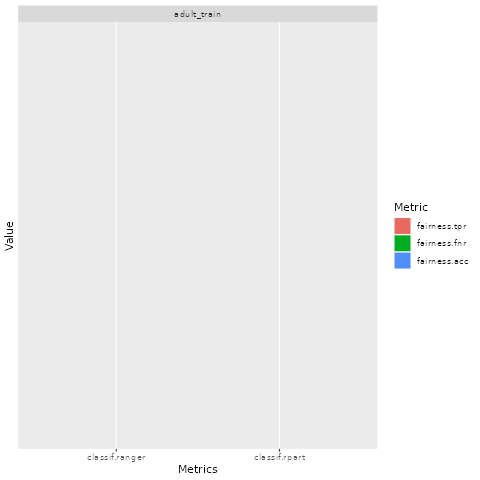 adult_train
Value
Metric
fairness.tpr
fairness.fnr
fairness.acc
classif.ranger
classif.rpart
Metrics